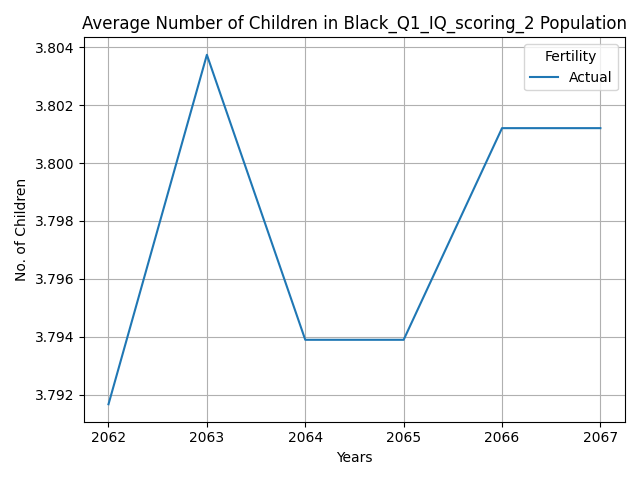 Average Number of Children in Black_Q1_IQ_scoring_2 Population
Fertility
Actual
3.804
3.802
3.800
3.798
3.796
3.794
3.792
No. of Children
2062 2063 2064 2065 2066 2067
Years